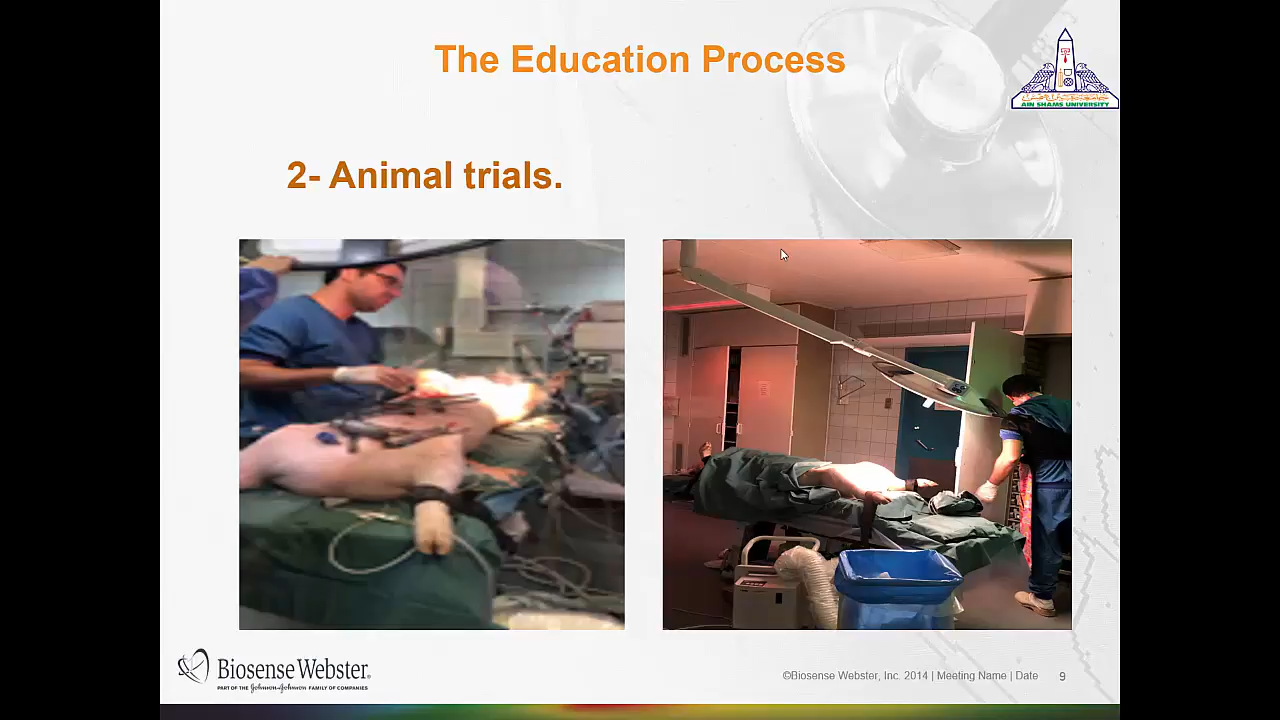 The Education Process
AIN SHAMS UNIVERSITY
2- Animal trials.
Biosense Webster®
PART OF THE Johnson & Johnson FAMILY OF COMPANIES
©Biosense Webster, Inc. 2014 | Meeting Name | Date 9